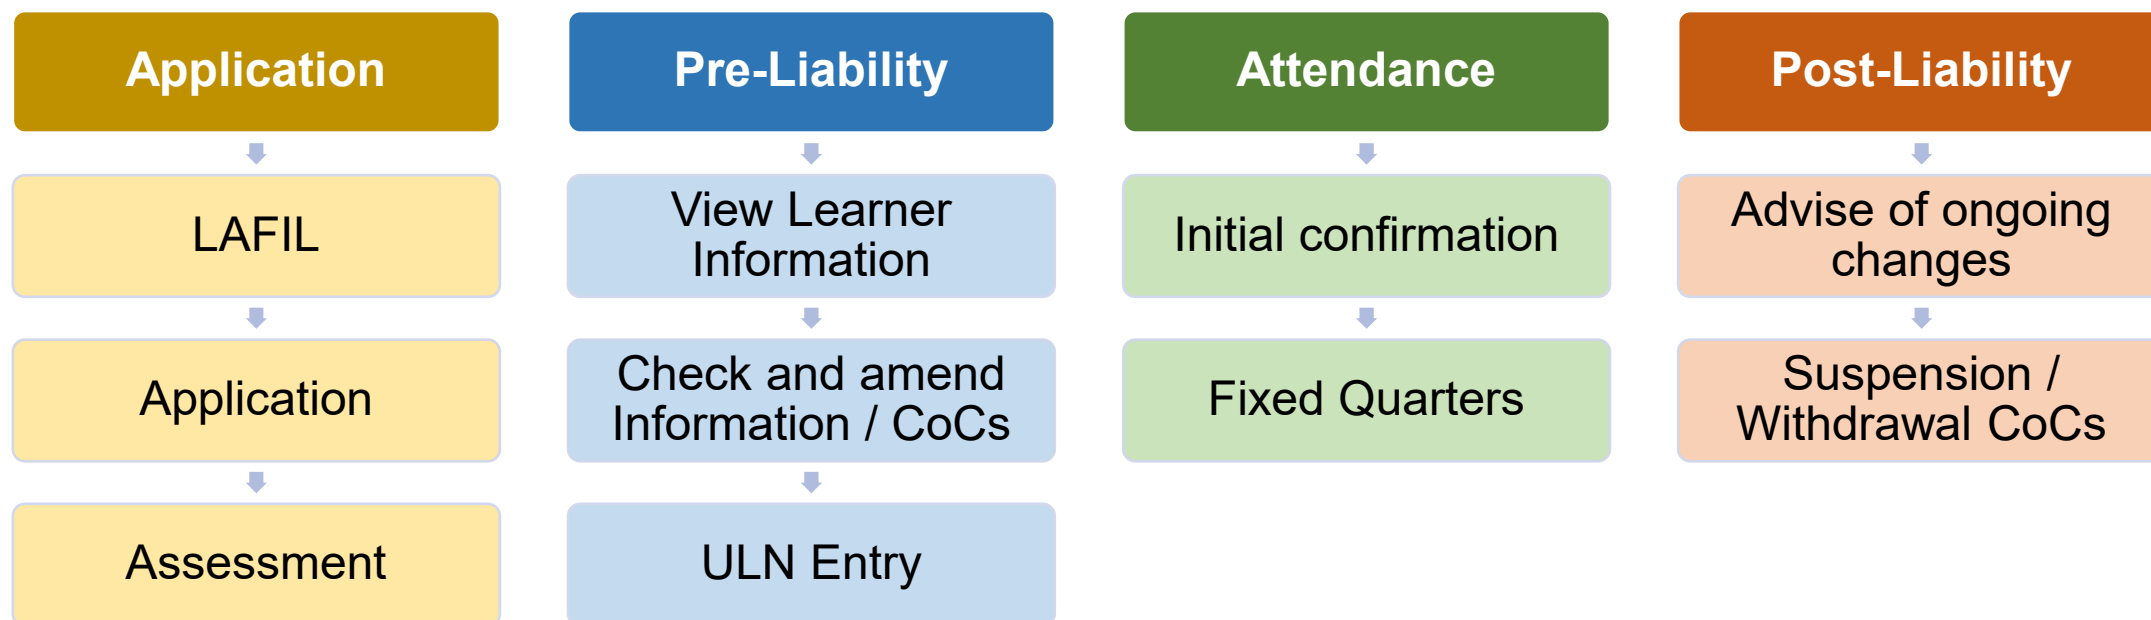 Application
LAFIL
Application
Assessment
Pre-Liability
View Learner
Information
Check and amend
Information / CoCs
ULN Entry
Attendance
Initial confirmation
Fixed Quarters
Post-Liability
Advise of ongoing
changes
Suspension /
Withdrawal CoCs